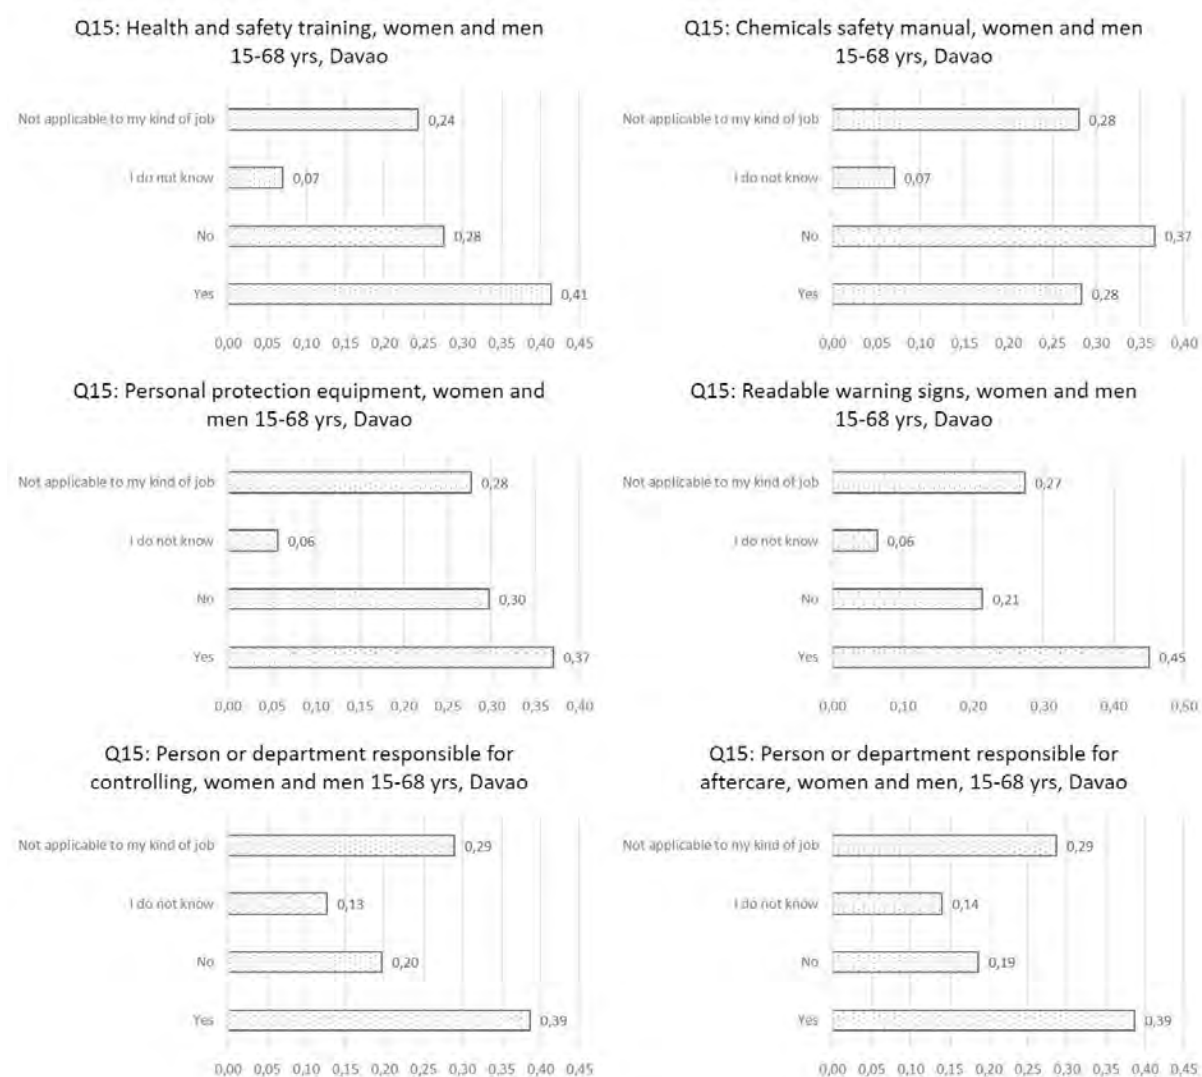 Q15: Health and safety training, women and men
15-68 yrs, Davao
Not applicable to my kind of job
0,24
I do not know
0,07
No
0,28
Yes
0,41
0,00 0,05 0,10 0,15 0,20 0,25 0,30 0,35 0,40 0,45
Q15: Chemicals safety manual, women and men
15-68 yrs, Davao
Not applicable to my kind of job
0,28
I do not know
0,07
No
0,37
Yes
0,28
0,00 0,05 0,10 0,15 0,20 0,25 0,30 0,35 0,40
Q15: Personal protection equipment, women and
men 15-68 yrs, Davao
Not applicable to my kind of job
0,28
I do not know
0,06
No
0,30
Yes
0,37
0,00 0,05 0,10 0,15 0,20 0,25 0,30 0,35 0,40
Q15: Readable warning signs, women and men
15-68 yrs, Davao
Not applicable to my kind of job
0,27
I do not know
0,06
No
0,21
Yes
0,45
0,00 0,10 0,20 0,30 0,40 0,50
Q15: Person or department responsible for
controlling, women and men 15-68 yrs, Davao
Not applicable to my kind of job
0,29
I do not know
0,13
No
0,20
Yes
0,39
0,00 0,05 0,10 0,15 0,20 0,25 0,30 0,35 0,40 0,45
Q15: Person or department responsible for
aftercare, women and men, 15-68 yrs, Davao
Not applicable to my kind of job
0,29
I do not know
0,14
No
0,19
Yes
0,39
0,00 0,05 0,10 0,15 0,20 0,25 0,30 0,35 0,40 0,45